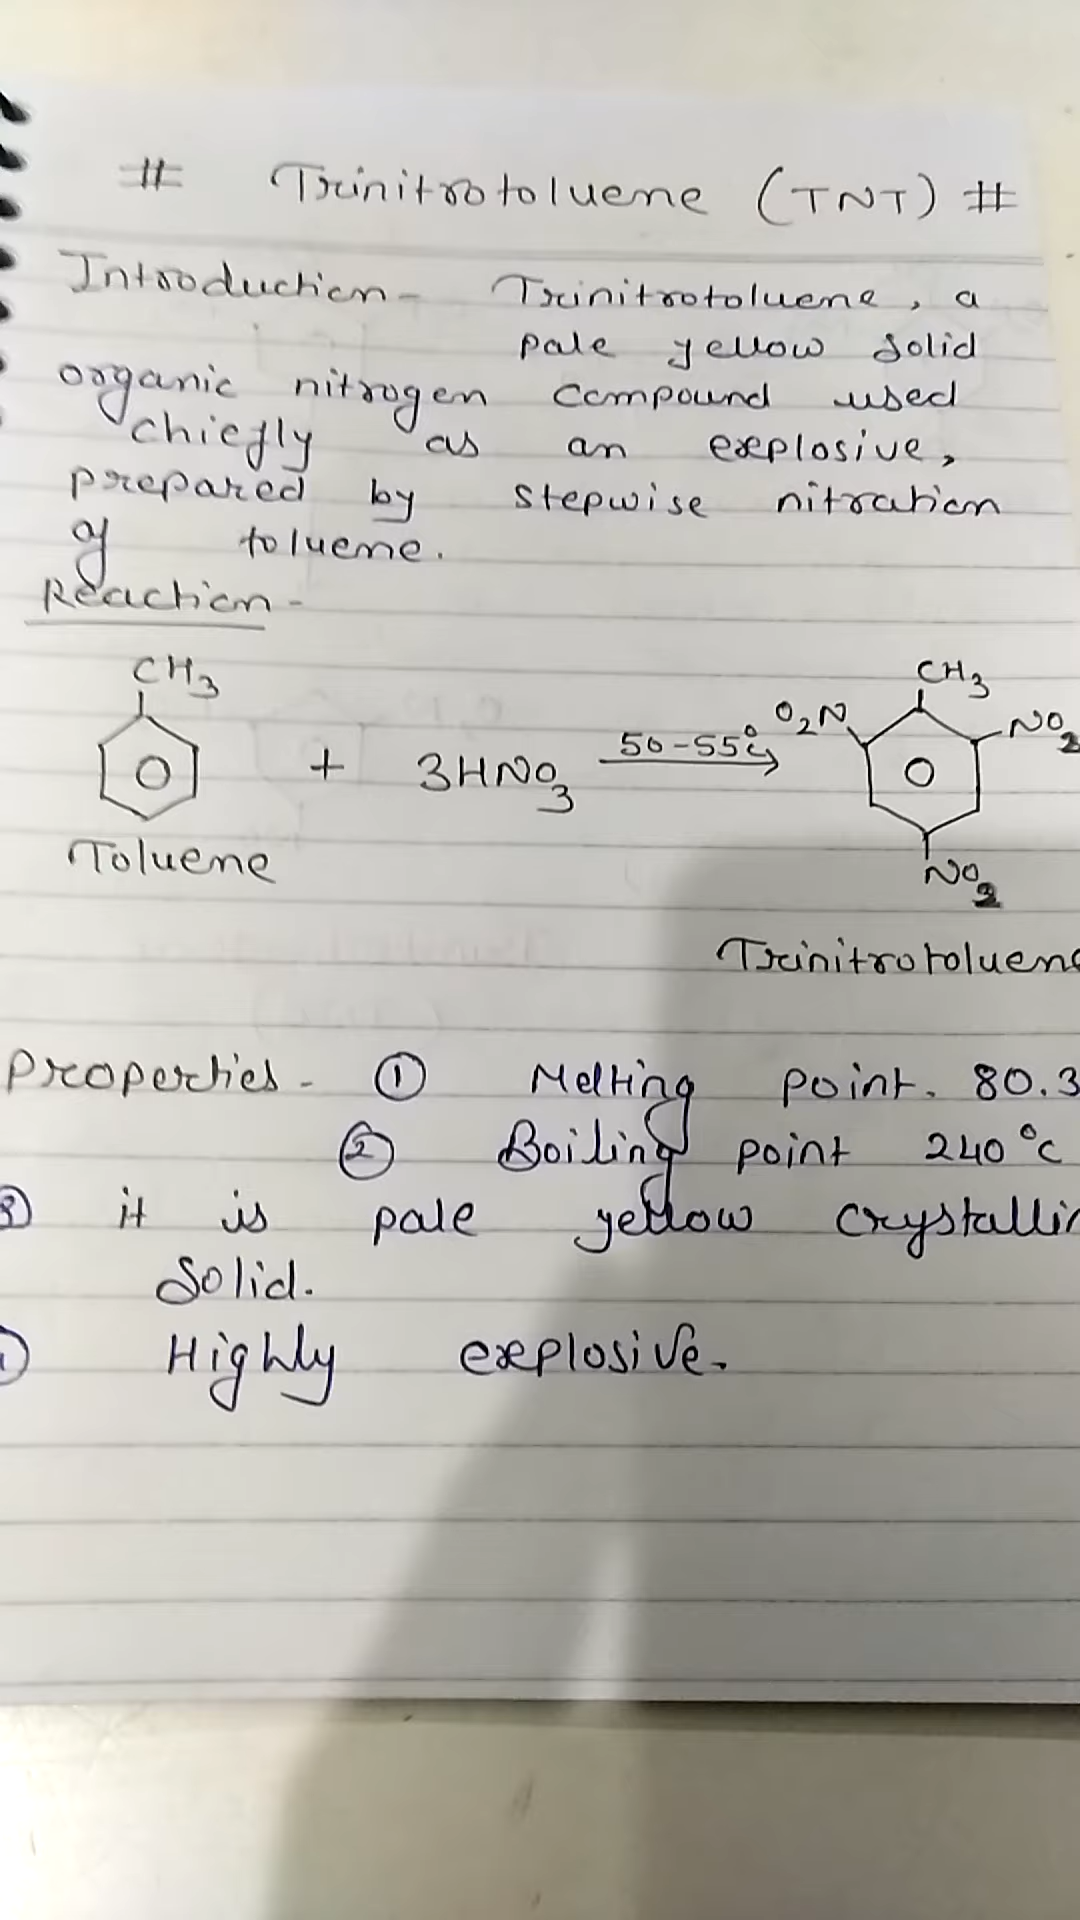 # Trinitrotoluene (TNT) #
Introduction - Trinitrotoluene, a
pale yellow solid
organic nitrogen compound used
chiefly as an explosive,
prepared by stepwise nitration
of toluene.
Reaction -
CH3 + 3HNO3 50-55°C O2N CH3 NO2
NO2
Toluene
Trinitrotoluene
Properties - ① Melting point. 80.3
② Boiling point 240°C
③ it is pale yellow crystallin
Solid.
Highly explosive.